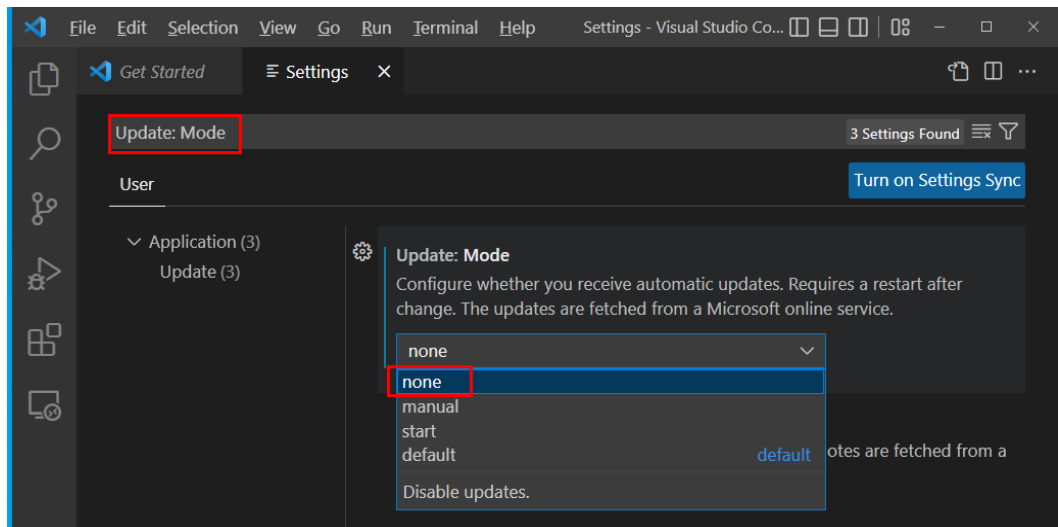 File Edit Selection View Go Run Terminal Help Settings - Visual Studio Co...
Get Started Settings
Update: Mode 3 Settings Found
User Turn on Settings Sync
Application (3)
Update (3)
Update: Mode
Configure whether you receive automatic updates. Requires a restart after
change. The updates are fetched from a Microsoft online service.
none
none
manual
start
default default
otes are fetched from a
Disable updates.